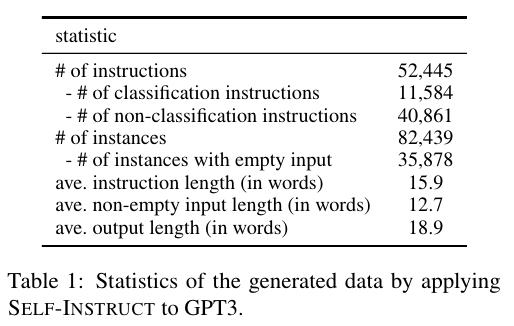 statistic
# of instructions 52,445
- # of classification instructions 11,584
- # of non-classification instructions 40,861
# of instances 82,439
- # of instances with empty input 35,878
ave. instruction length (in words) 15.9
ave. non-empty input length (in words) 12.7
ave. output length (in words) 18.9
Table 1: Statistics of the generated data by applying
SELF-INSTRUCT to GPT3.